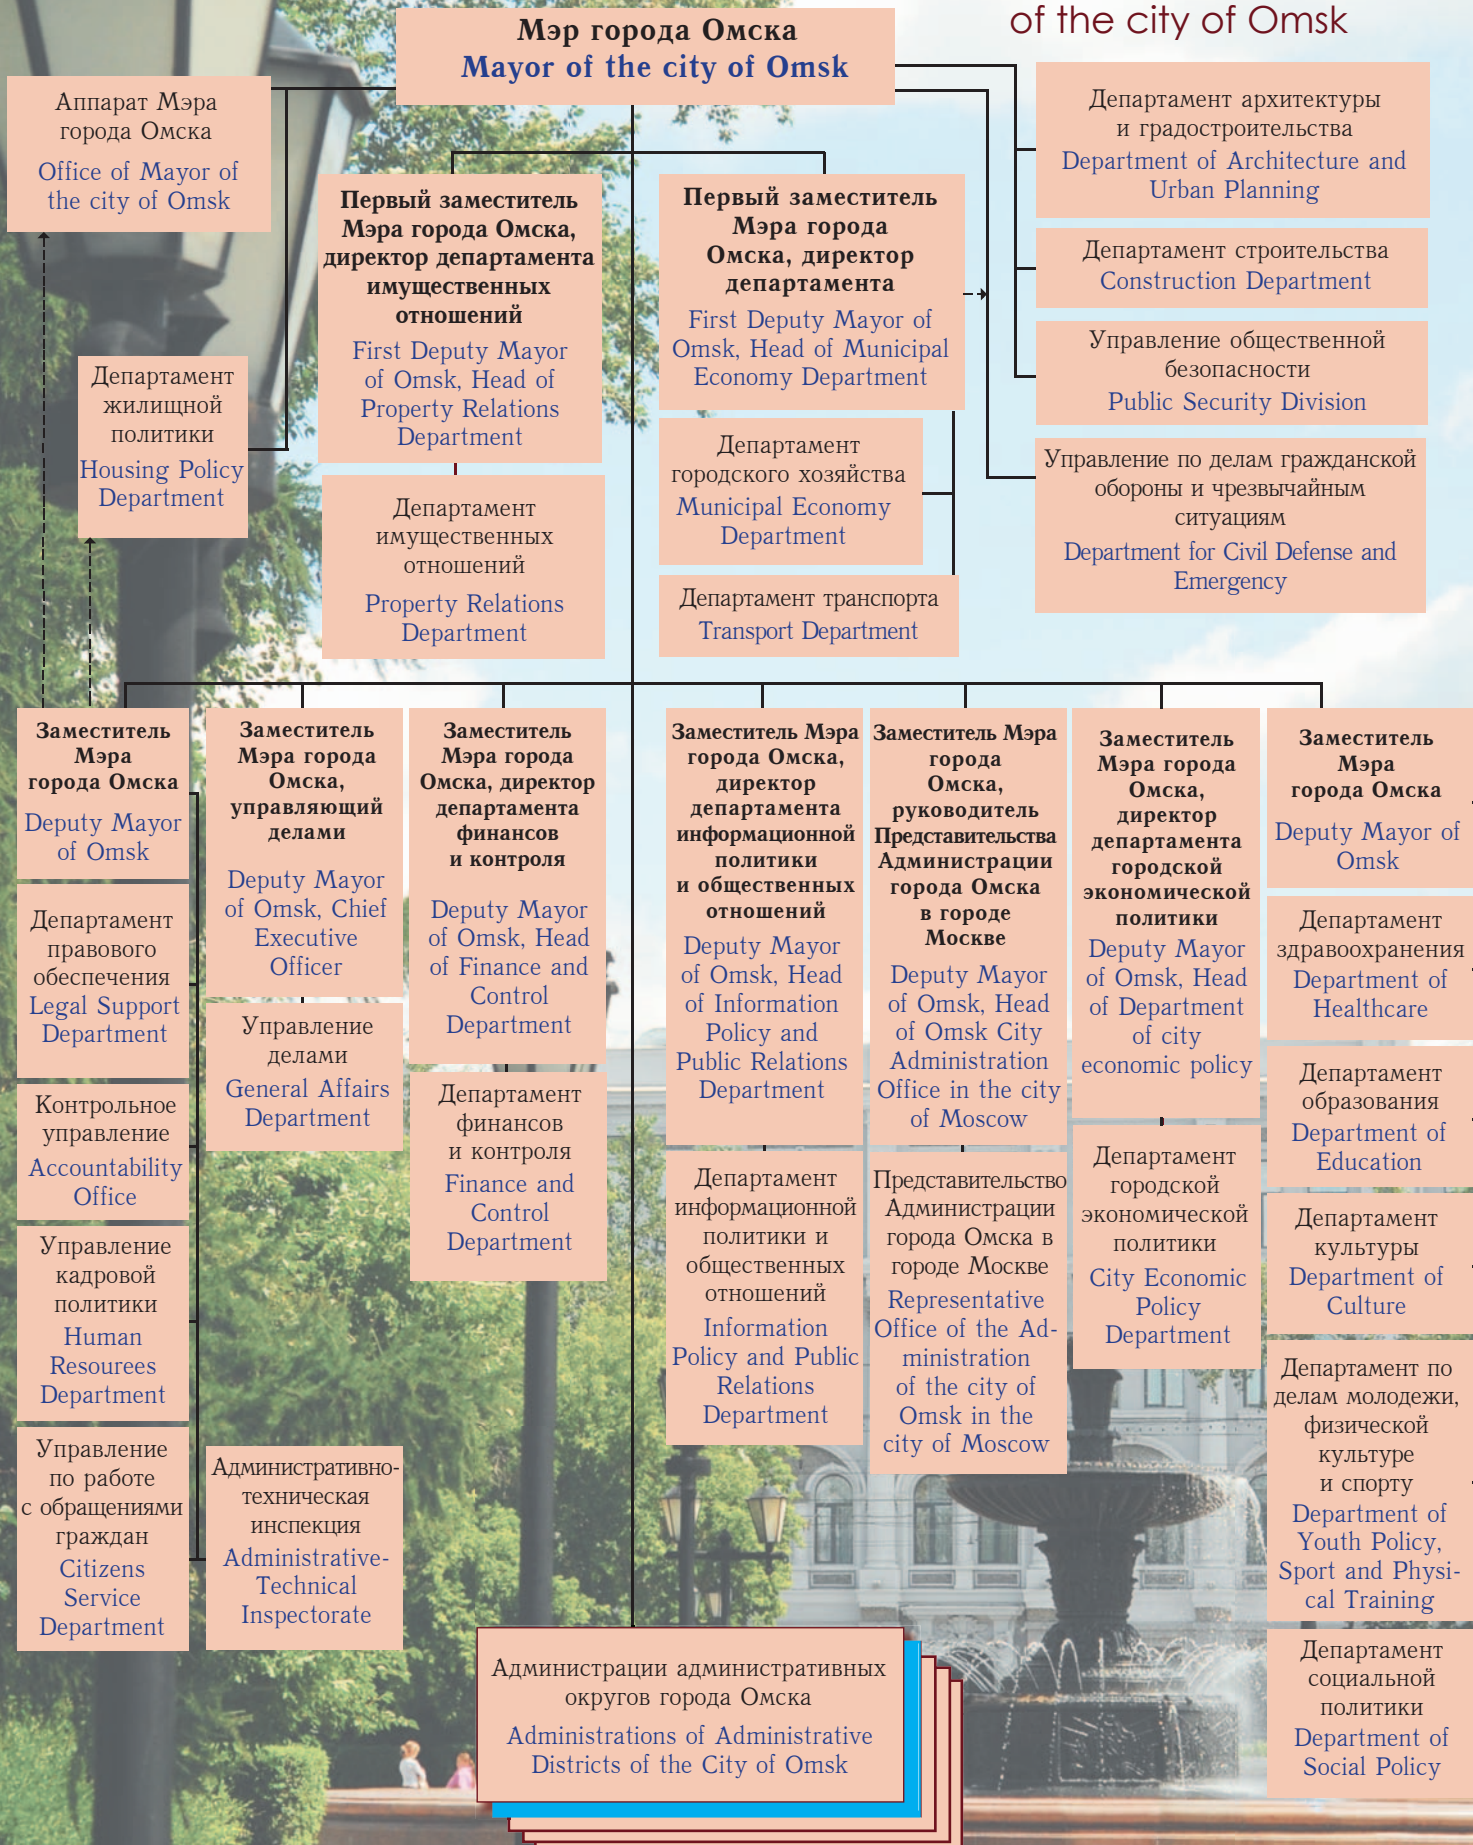 of the city of Omsk
Мэр города Омска
Mayor of the city of Omsk
Аппарат Мэра
города Омска
Office of Mayor of
the city of Omsk
Департамент
жилищной
политики
Housing Policy
Department
Первый заместитель
Мэра города Омска,
директор департамента
имущественных
отношений
First Deputy Mayor
of Omsk, Head of
Property Relations
Department
Департамент
имущественных
отношений
Property Relations
Department
Первый заместитель
Мэра города
Омска, директор
департамента
First Deputy Mayor of
Omsk, Head of Municipal
Economy Department
Департамент
городского хозяйства
Municipal Economy
Department
Департамент транспорта
Transport Department
Департамент архитектуры
и градостроительства
Department of Architecture and
Urban Planning
Департамент строительства
Construction Department
Управление общественной
безопасности
Public Security Division
Управление по делам гражданской
обороны и чрезвычайным
ситуациям
Department for Civil Defense and
Emergency
Заместитель
Мэра
города Омска
Deputy Mayor
of Omsk
Департамент
правового
обеспечения
Legal Support
Department
Контрольное
управление
Accountability
Office
Управление
кадровой
политики
Human
Resourees
Department
Управление
по работе
с обращениями
граждан
Citizens
Service
Department
Заместитель
Мэра города
Омска,
управляющий
делами
Deputy Mayor
of Omsk, Chief
Executive
Officer
Управление
делами
General Affairs
Department
Административно-
техническая
инспекция
Administrative-
Technical
Inspectorate
Заместитель
Мэра города
Омска, директор
департамента
финансов
и контроля
Deputy Mayor
of Omsk, Head
of Finance and
Control
Department
Департамент
финансов
и контроля
Finance and
Control
Department
Заместитель Мэра
города Омска,
директор
департамента
информационной
политики
и общественных
отношений
Deputy Mayor
of Omsk, Head
of Information
Policy and
Public Relations
Department
Департамент
информационной
политики и
общественных
отношений
Information
Policy and Public
Relations
Department
Заместитель Мэра
города
Омска,
руководитель
Представительства
Администрации
города Омска
в городе
Москве
Deputy Mayor
of Omsk, Head
of Omsk City
Administration
Office in the city
of Moscow
Представительство
Администрации
города Омска в
городе Москве
Representative
Office of the Ad-
ministration
of the city of
Omsk in the
city of Moscow
Заместитель
Мэра города
Омска,
директор
департамента
городской
экономической
политики
Deputy Mayor
of Omsk, Head
of Department
of city
economic policy
Департамент
городской
экономической
политики
City Economic
Policy
Department
Заместитель
Мэра
города Омска
Deputy Mayor of
Omsk
Департамент
здравоохранения
Department of
Healthcare
Департамент
образования
Department of
Education
Департамент
культуры
Department of
Culture
Департамент по
делам молодежи,
физической
культуре
и спорту
Department of
Youth Policy,
Sport and Physi-
cal Training
Департамент
социальной
политики
Department of
Social Policy
Администрации административных
округов города Омска
Administrations of Administrative
Districts of the City of Omsk